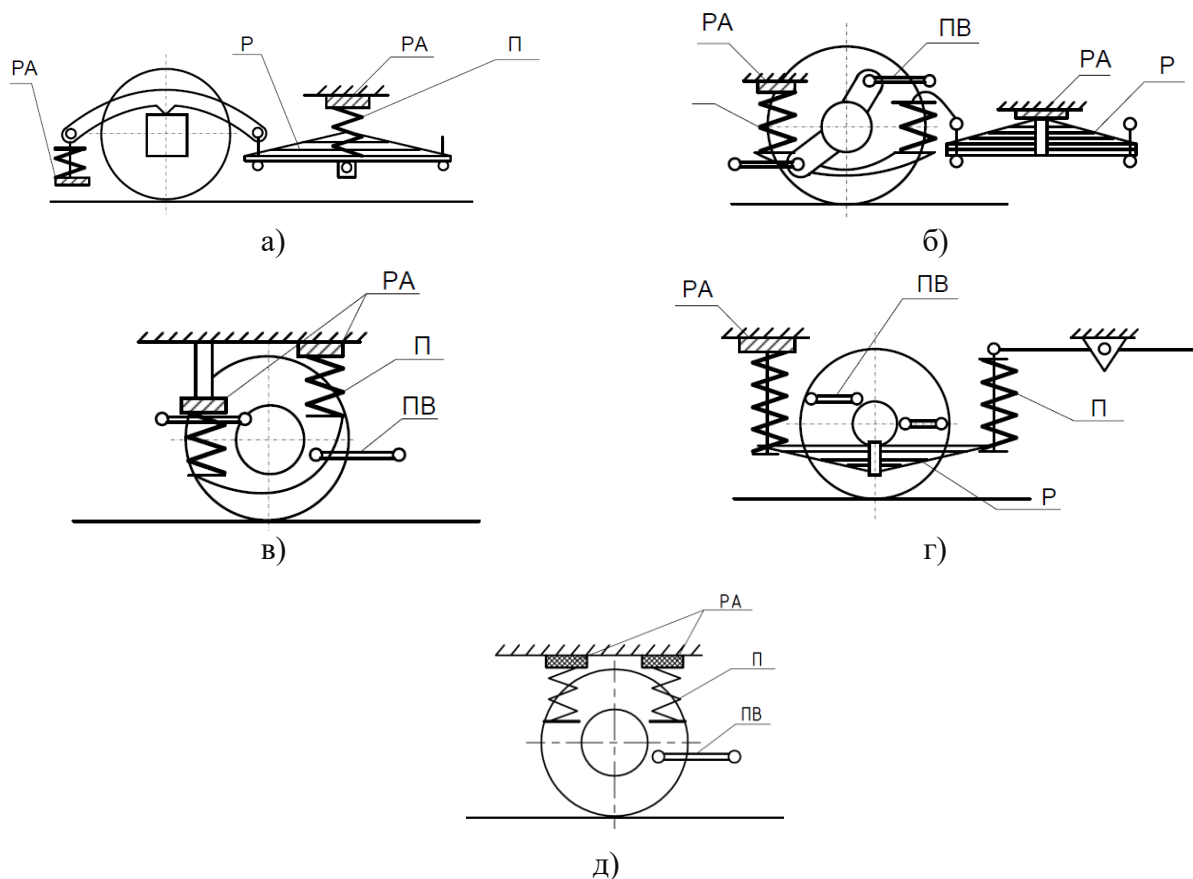 РА Р РА П
а)
РА ПВ РА Р
б)
РА
П
ПВ
в)
РА ПВ
П
Р
г)
РА
П
ПВ
д)